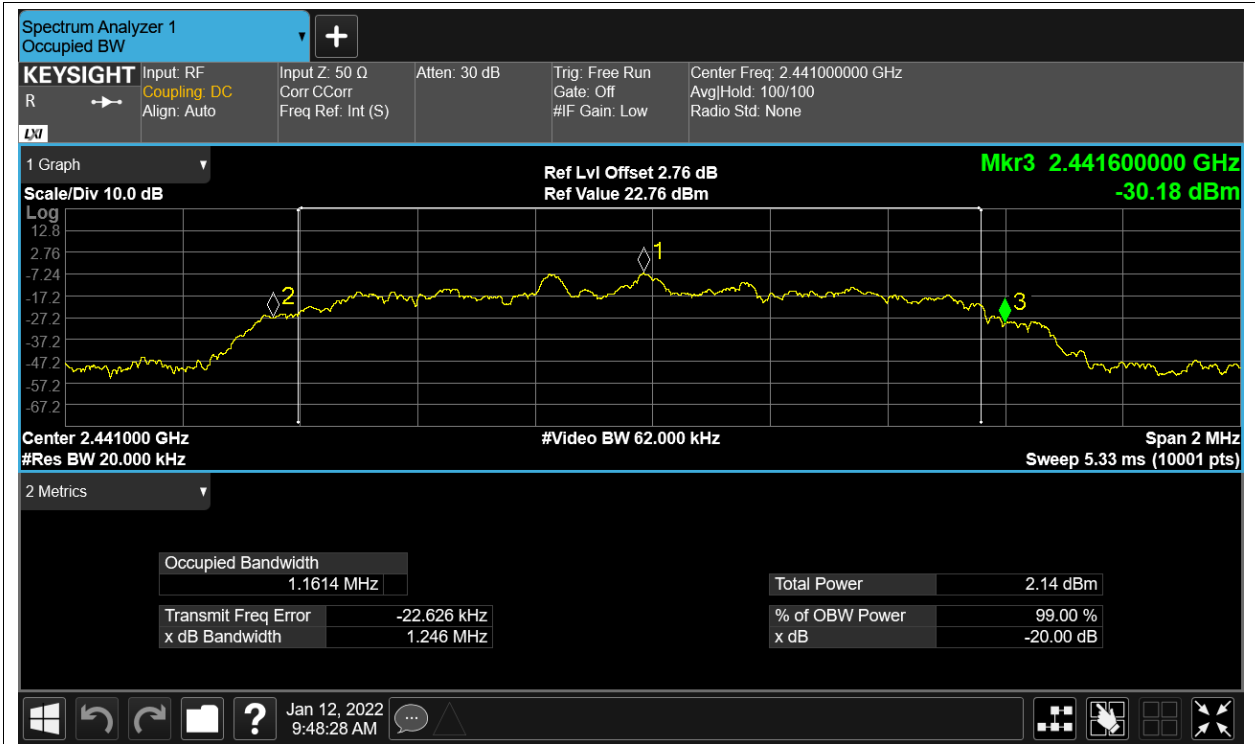 Spectrum Analyzer 1
Occupied BW
KEYSIGHT
R
LXI
Input: RF
Coupling: DC
Align: Auto
Input Z: 50 Ω
Corr CCorr
Freq Ref: Int (S)
Atten: 30 dB
Trig: Free Run
Gate: Off
#IF Gain: Low
Center Freq: 2.441000000 GHz
Avg|Hold: 100/100
Radio Std: None
1 Graph
Scale/Div 10.0 dB
Ref Lvl Offset 2.76 dB
Ref Value 22.76 dBm
Mkr3 2.441600000 GHz
-30.18 dBm
Log
12.8
2.76
-7.24
-17.2
-27.2
-37.2
-47.2
-57.2
-67.2
1
2
3
Center 2.441000 GHz
#Video BW 62.000 kHz
Span 2 MHz
#Res BW 20.000 kHz
Sweep 5.33 ms (10001 pts)
2 Metrics
Occupied Bandwidth
1.1614 MHz
Transmit Freq Error -22.626 kHz
x dB Bandwidth 1.246 MHz
Total Power 2.14 dBm
% of OBW Power 99.00 %
x dB -20.00 dB
?
Jan 12, 2022
9:48:28 AM